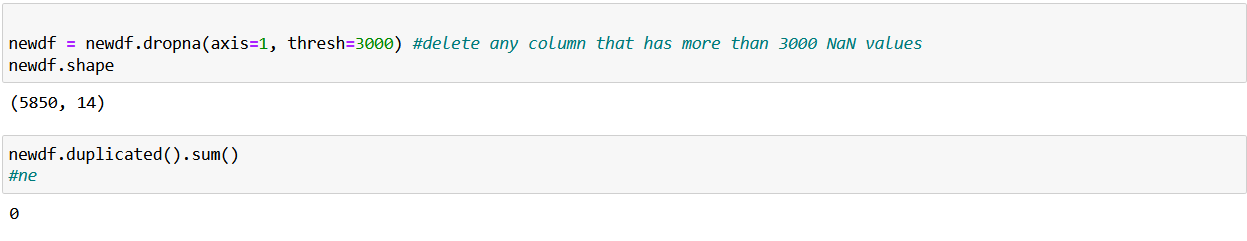 newdf = newdf.dropna(axis=1, thresh=3000) #delete any column that has more than 3000 NaN values
newdf.shape
(5850, 14)
newdf.duplicated().sum()
#ne
0